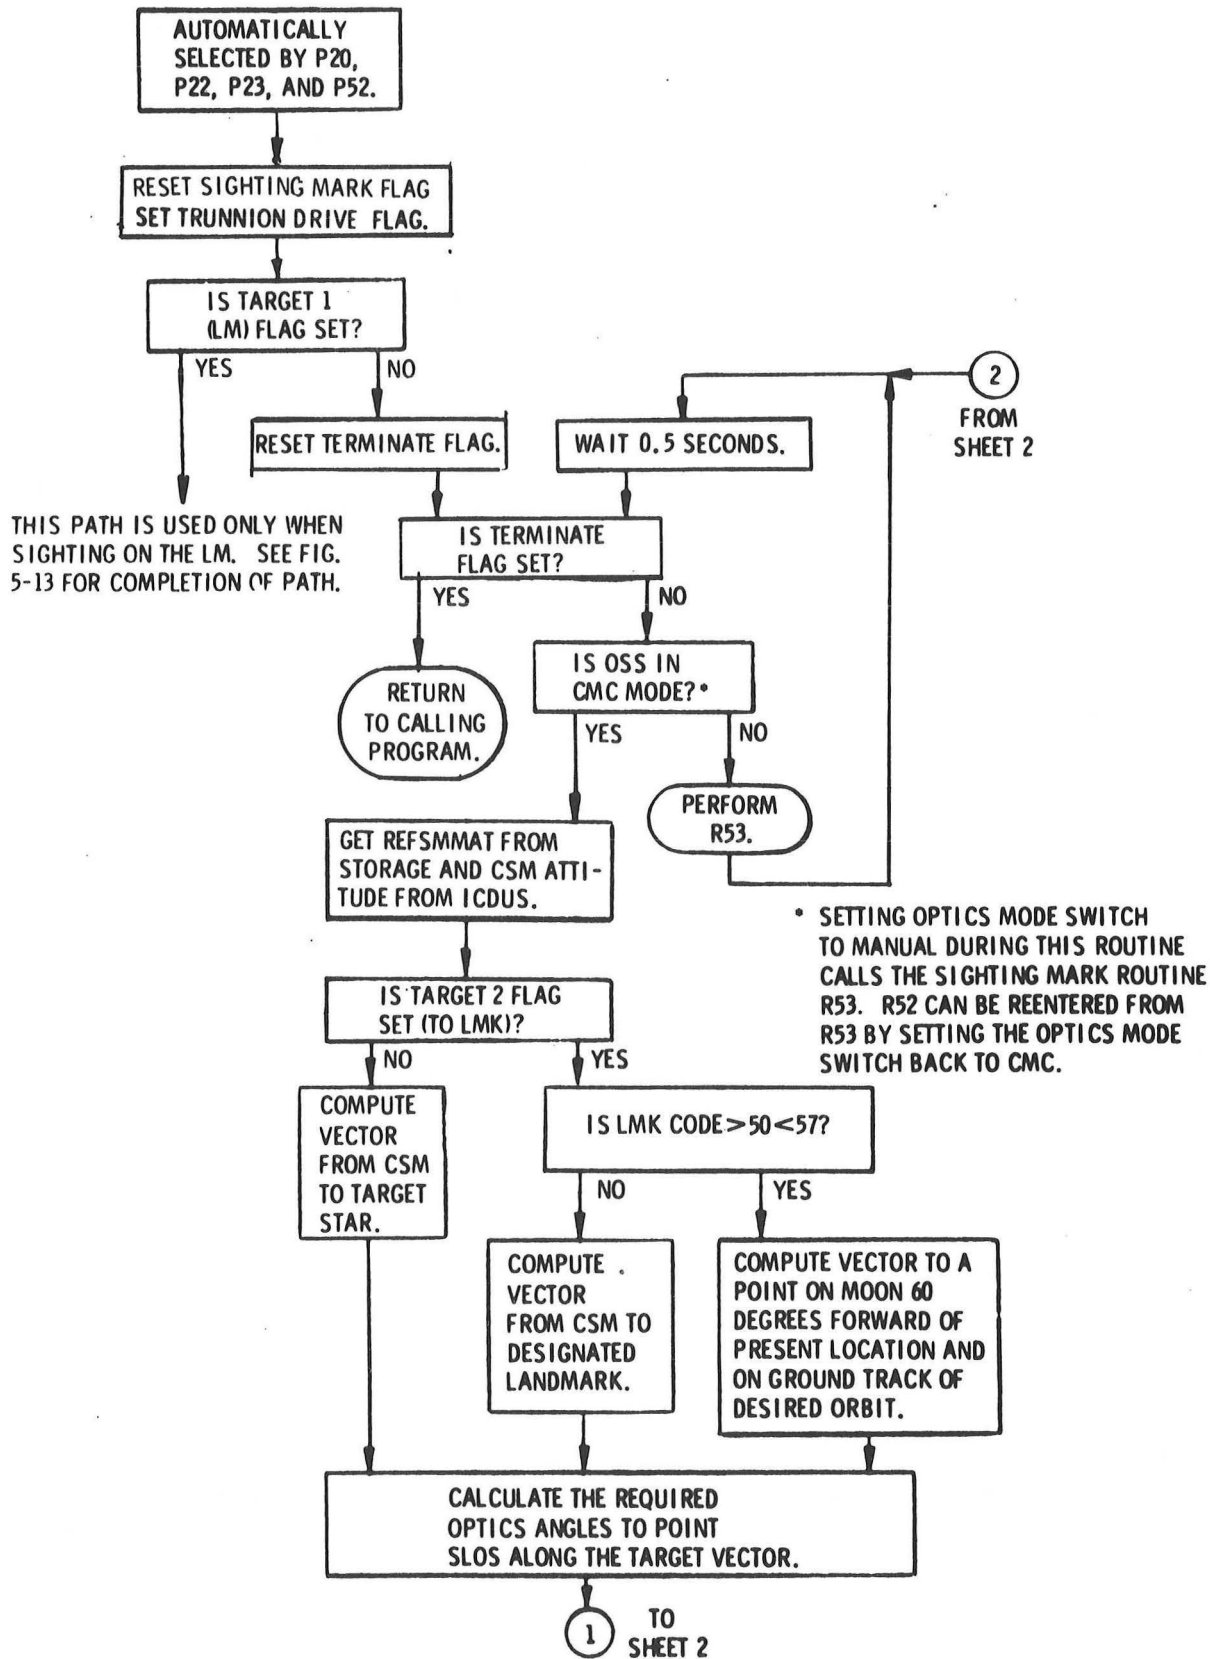 AUTOMATICALLY
SELECTED BY P20,
P22, P23, AND P52.
RESET SIGHTING MARK FLAG
SET TRUNNION DRIVE FLAG.
IS TARGET 1
(LM) FLAG SET?
YES
NO
2
FROM
SHEET 2
RESET TERMINATE FLAG.
WAIT 0.5 SECONDS.
THIS PATH IS USED ONLY WHEN
SIGHTING ON THE LM. SEE FIG.
5-13 FOR COMPLETION OF PATH.
IS TERMINATE
FLAG SET?
YES
NO
RETURN
TO CALLING
PROGRAM.
IS OSS IN
CMC MODE?*
YES
NO
PERFORM
R53.
GET REFSMMAT FROM
STORAGE AND CSM ATTI-
TUDE FROM ICDUS.
* SETTING OPTICS MODE SWITCH
TO MANUAL DURING THIS ROUTINE
CALLS THE SIGHTING MARK ROUTINE
R53. R52 CAN BE REENTERED FROM
R53 BY SETTING THE OPTICS MODE
SWITCH BACK TO CMC.
IS TARGET 2 FLAG
SET (TO LMK)?
NO
YES
COMPUTE
VECTOR
FROM CSM
TO TARGET
STAR.
IS LMK CODE > 50 < 57?
NO
YES
COMPUTE
VECTOR
FROM CSM TO
DESIGNATED
LANDMARK.
COMPUTE VECTOR TO A
POINT ON MOON 60
DEGREES FORWARD OF
PRESENT LOCATION AND
ON GROUND TRACK OF
DESIRED ORBIT.
CALCULATE THE REQUIRED
OPTICS ANGLES TO POINT
SLOS ALONG THE TARGET VECTOR.
1
TO
SHEET 2